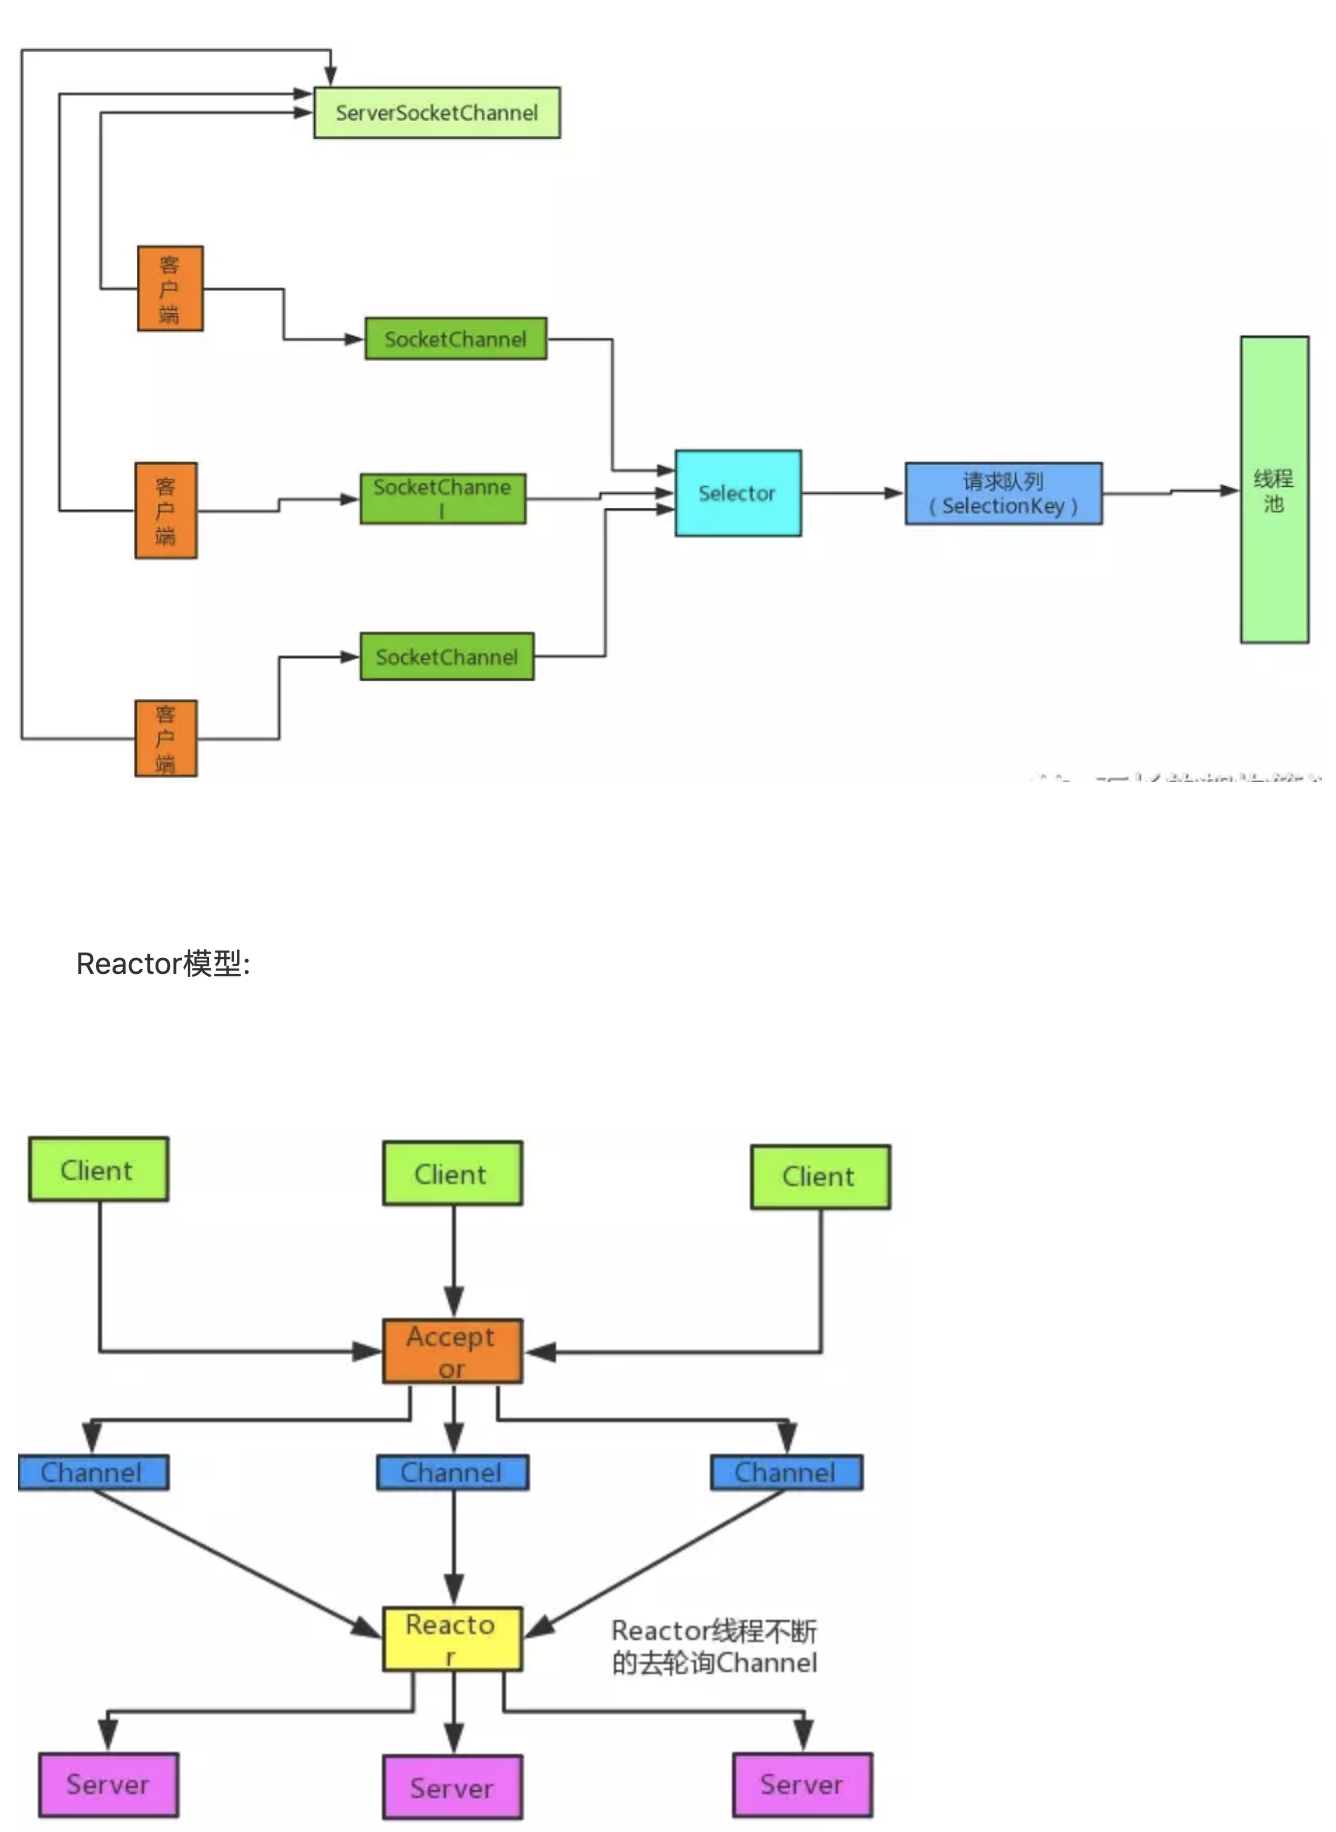 ServerSocketChannel
客
户
端
SocketChannel
客
户
端
SocketChanne
l
Selector
请求队列
（SelectionKey）
线程
池
SocketChannel
客
户
端
Reactor模型:
Client
Client
Client
Accept
or
Channel
Channel
Channel
Reacto
r
Reactor线程不断
的去轮询Channel
Server
Server
Server